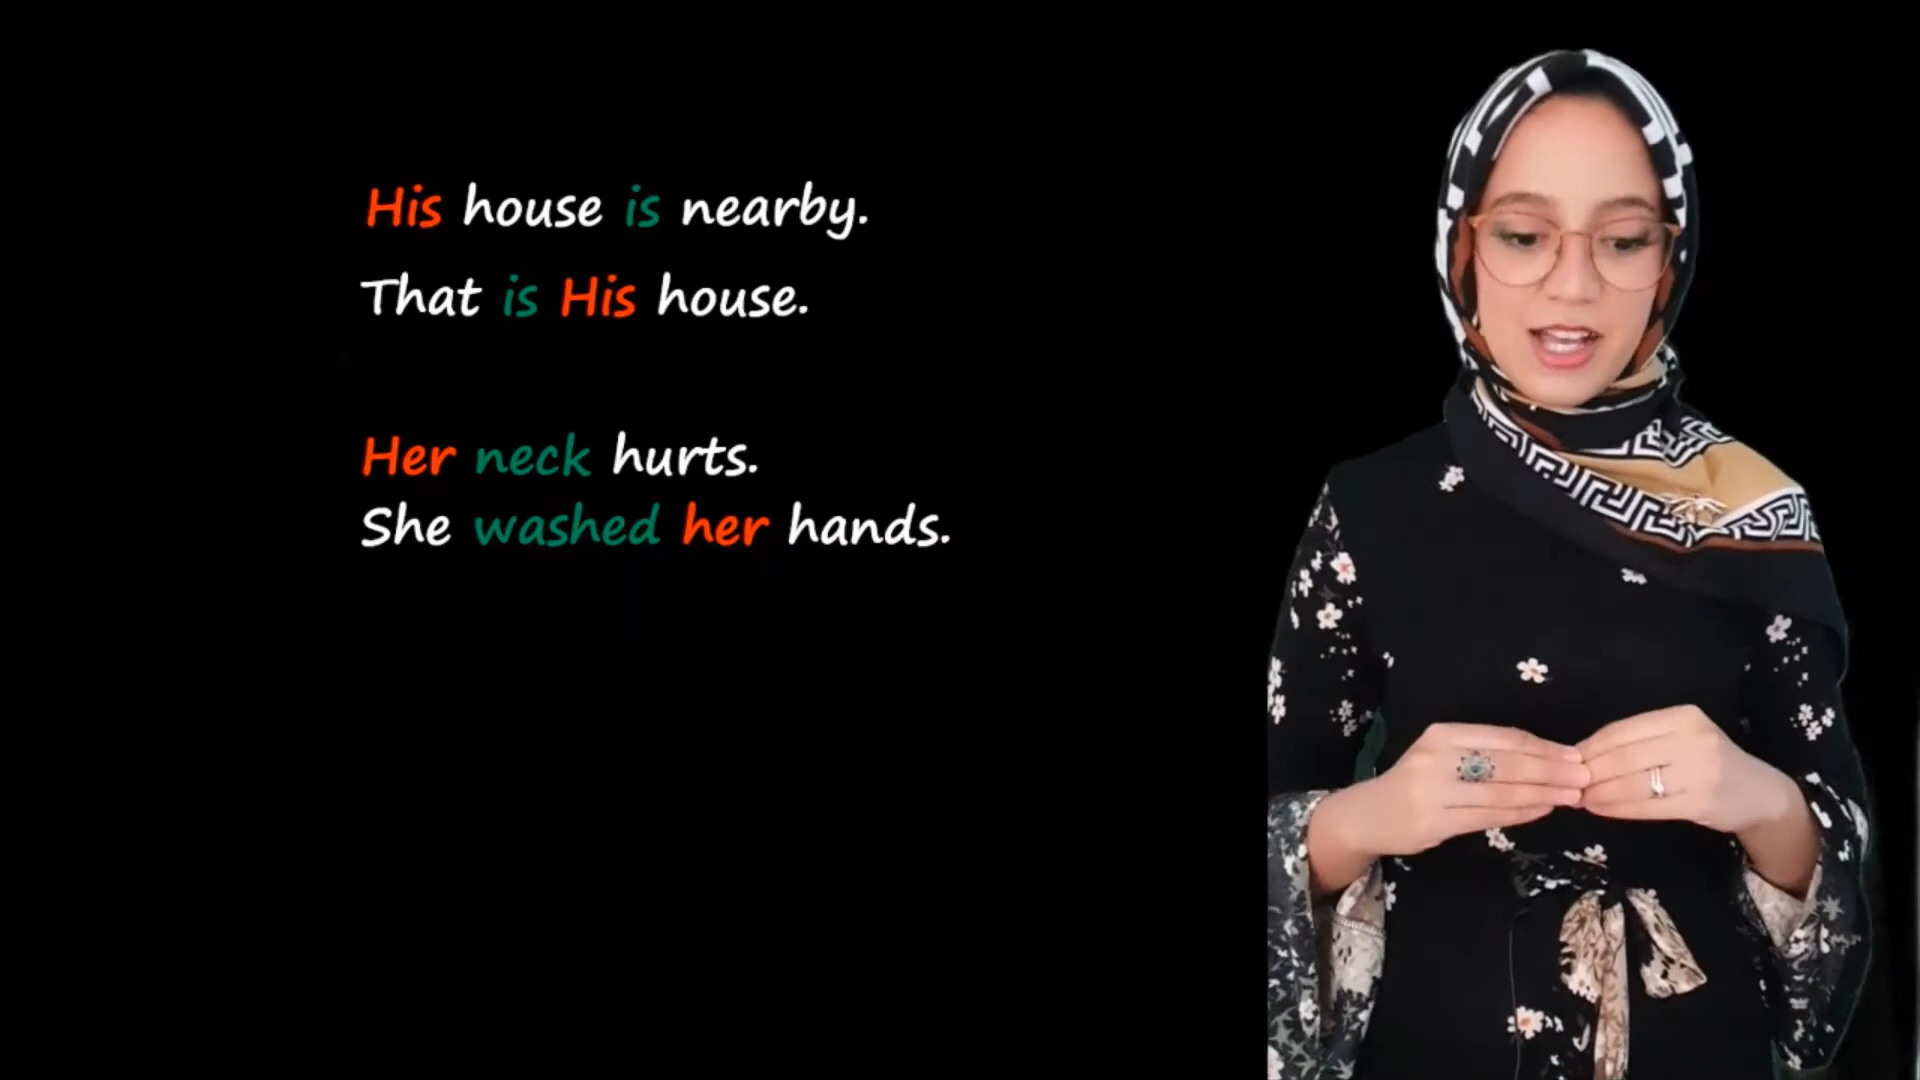 His house is nearby.
That is His house.
Her neck hurts.
She washed her hands.